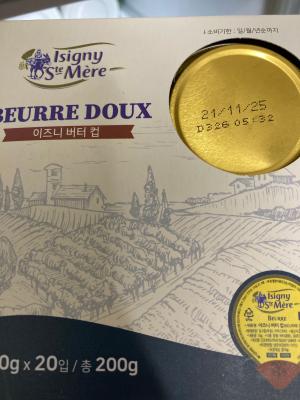 ↓소비기한 : 일/월/년순까지
Isigny
Ste Mère
BEURRE DOUX
이즈니 버터 컵
21/11/25
D326 05:32
0g x 20입 / 총 200g
Isigny
Ste Mère
BEURRE